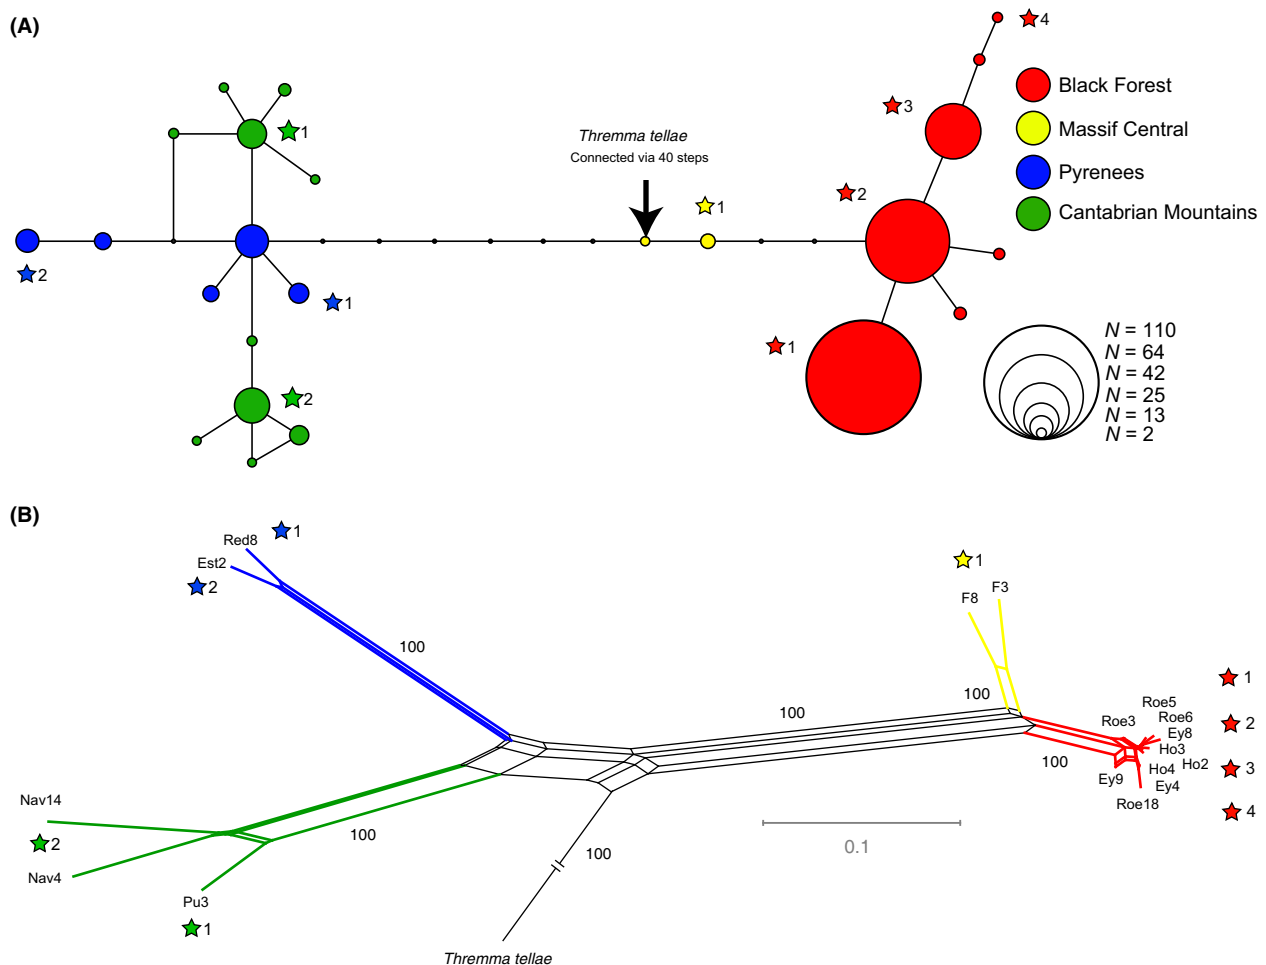 (A)
Thremma tellae
Connected via 40 steps
4
3
2
1
1
1
2
1
2
Black Forest
Massif Central
Pyrenees
Cantabrian Mountains
N = 110
N = 64
N = 42
N = 25
N = 13
N = 2
(B)
1
Red8
Est2
2
100
1
F8
F3
100
100
1
Roe5
Roe6
Roe3
2
Ey8
Ho3
Ho2
100
Ho4
3
Ey9
Ey4
Roe18
4
Nav14
2
Nav4
100
Pu3
1
100
0.1
Thremma tellae